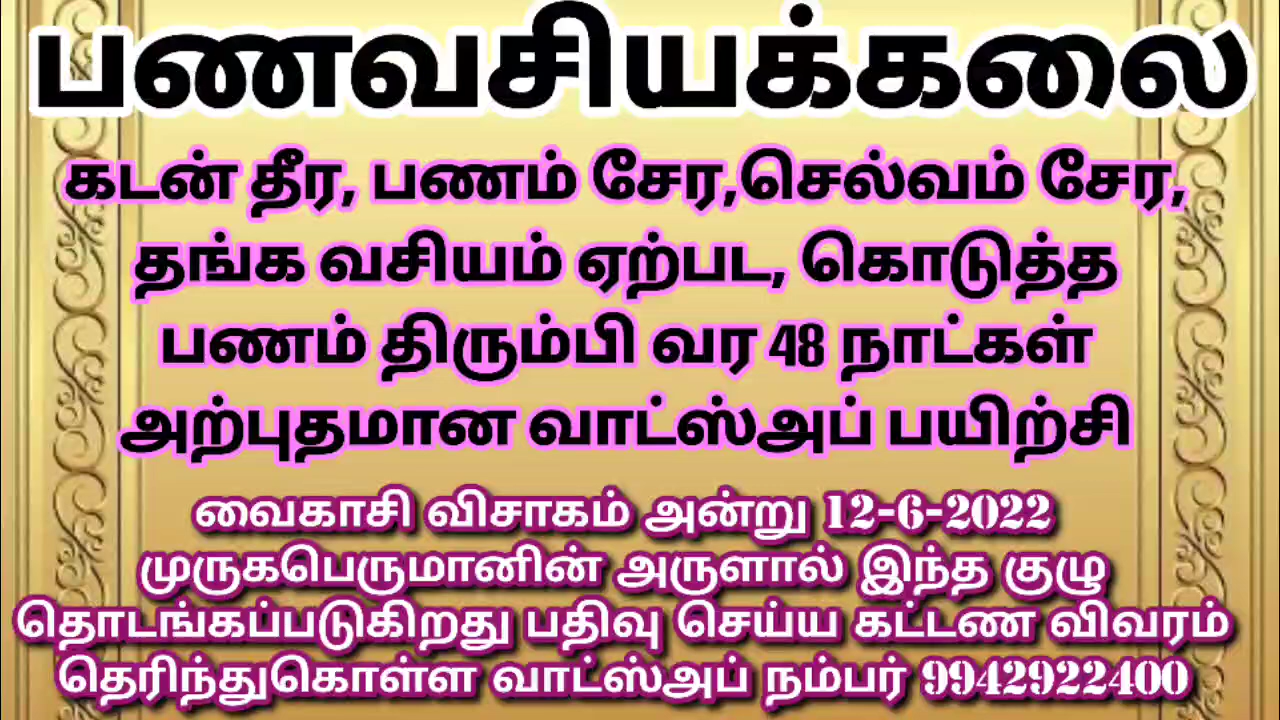 பணவசியக்கலை
கடன் தீர, பணம் சேர,செல்வம் சேர,
தங்க வசியம் ஏற்பட, கொடுத்த
பணம் திரும்பி வர 48 நாட்கள்
அற்புதமான வாட்ஸ்அப் பயிற்சி
வைகாசி விசாகம் அன்று 12-6-2022
முருகபெருமானின் அருளால் இந்த குழு
தொடங்கப்படுகிறது பதிவு செய்ய கட்டண விவரம்
தெரிந்துகொள்ள வாட்ஸ்அப் நம்பர் 9942922400